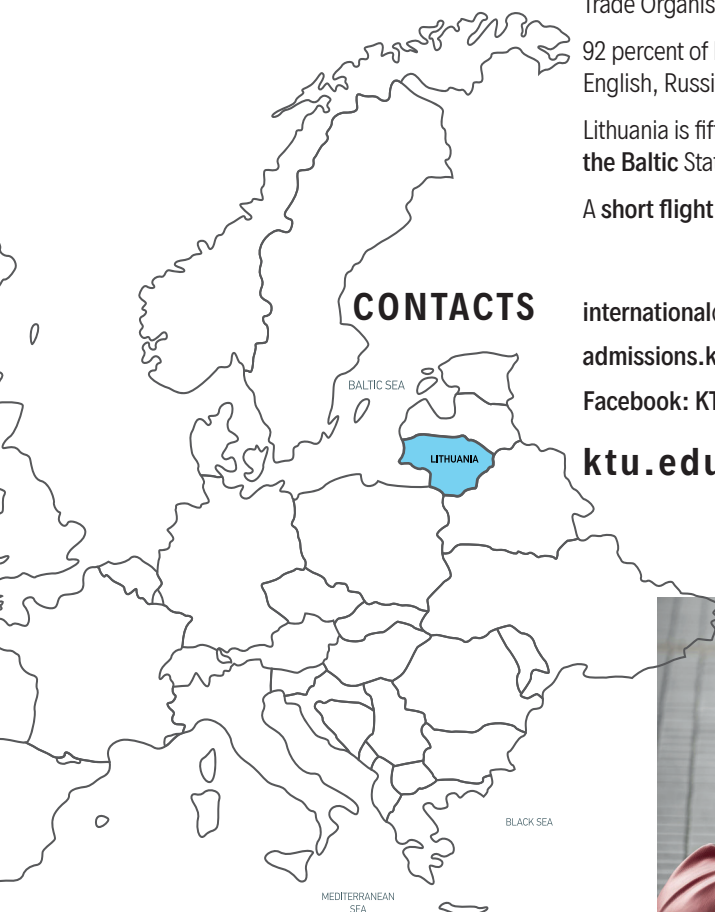 Trade Organis
92 percent of
English, Russi
Lithuania is fif
the Baltic Sta
A short flight
CONTACTS
international
admissions.k
Facebook: KT
ktu.edu
BALTIC SEA
LITHUANIA
BLACK SEA
MEDITERRANEAN
SEA